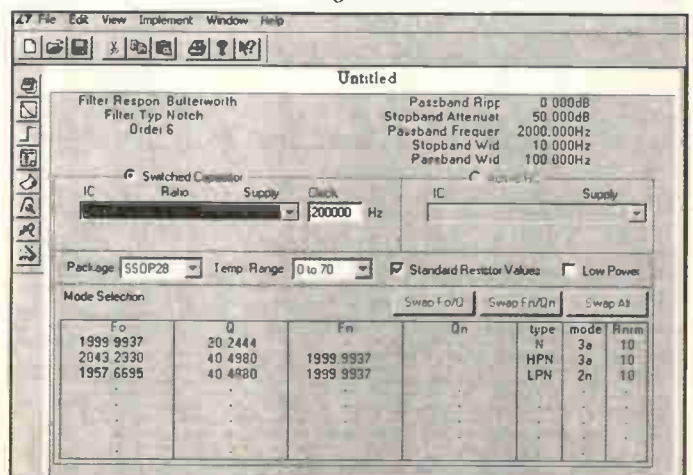 File Edit View Implement Window Help
Untitled
Filter Respon Butterworth
Filter Typ Notch
Order 6
Passband Ripp 0.000dB
Stopband Attenuat 50.000dB
Passband Frequer 2000.000Hz
Stopband Wid 10.000Hz
Passband Wid 100.000Hz
Switched Capacitor
IC Ratio Supply Clock
200000 Hz
IC Supply
Package SSOP28 Temp. Range 0 to 70 Standard Resistor Values Low Power
Mode Selection Swap Fo/Q Swap Fn/Qn Swap All
Fo Q Fn Qn type mode Rnrm
1999.9937 20.2444 N 3a 10
2043.2330 40.4980 1999.9937 HPN 3a 10
1957.6695 40.4980 1999.9937 LPN 2n 10